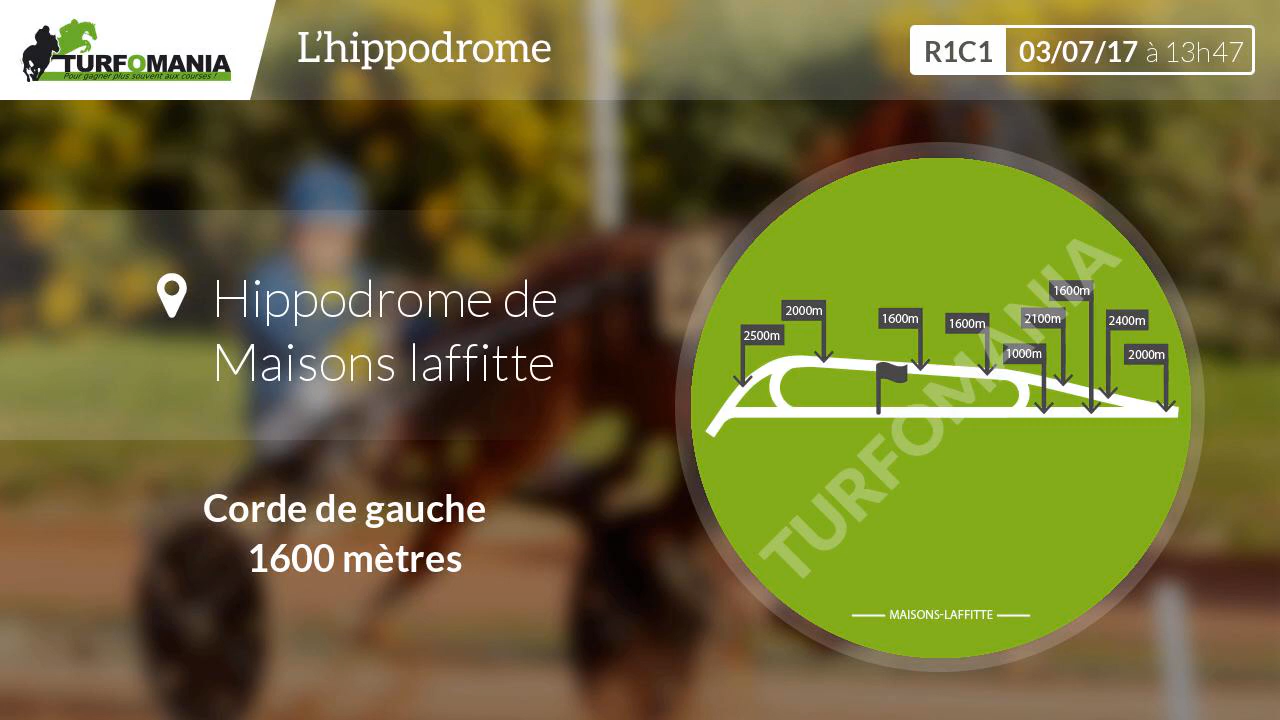 TURFOMANIA
Pour gagner plus souvent aux courses !
L'hippodrome
R1C1 03/07/17 à 13h47
Hippodrome de
Maisons laffitte
Corde de gauche
1600 mètres
2500m
2000m
1600m
1600m
2100m
1600m
1000m
2400m
2000m
TURFOMANIA
MAISONS-LAFFITTE